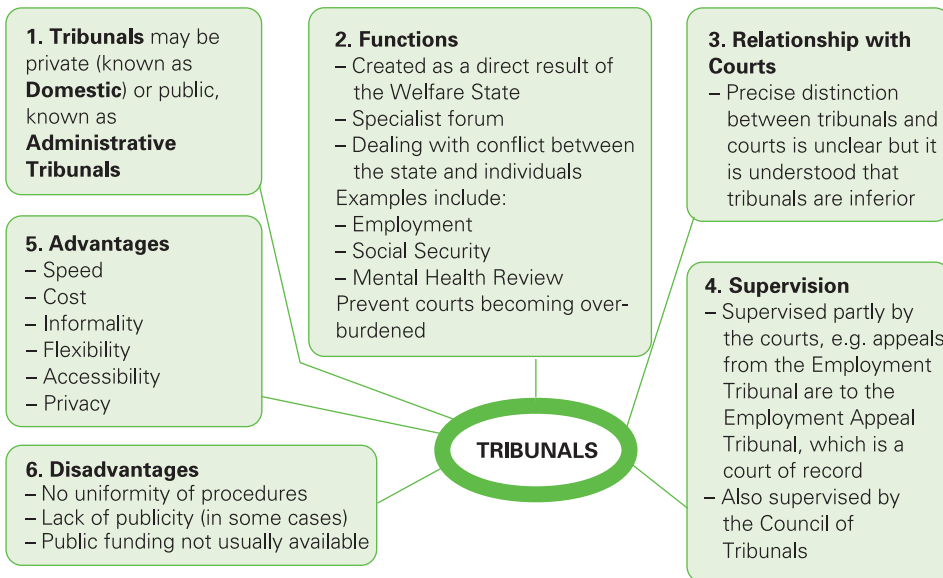 1. Tribunals may be
private (known as
Domestic) or public,
known as
Administrative
Tribunals
2. Functions
– Created as a direct result of
the Welfare State
– Specialist forum
– Dealing with conflict between
the state and individuals
Examples include:
– Employment
– Social Security
– Mental Health Review
Prevent courts becoming over-
burdened
3. Relationship with
Courts
– Precise distinction
between tribunals and
courts is unclear but it
is understood that
tribunals are inferior
4. Supervision
– Supervised partly by
the courts, e.g. appeals
from the Employment
Tribunal are to the
Employment Appeal
Tribunal, which is a
court of record
– Also supervised by
the Council of
Tribunals
5. Advantages
– Speed
– Cost
– Informality
– Flexibility
– Accessibility
– Privacy
6. Disadvantages
– No uniformity of procedures
– Lack of publicity (in some cases)
– Public funding not usually available
TRIBUNALS